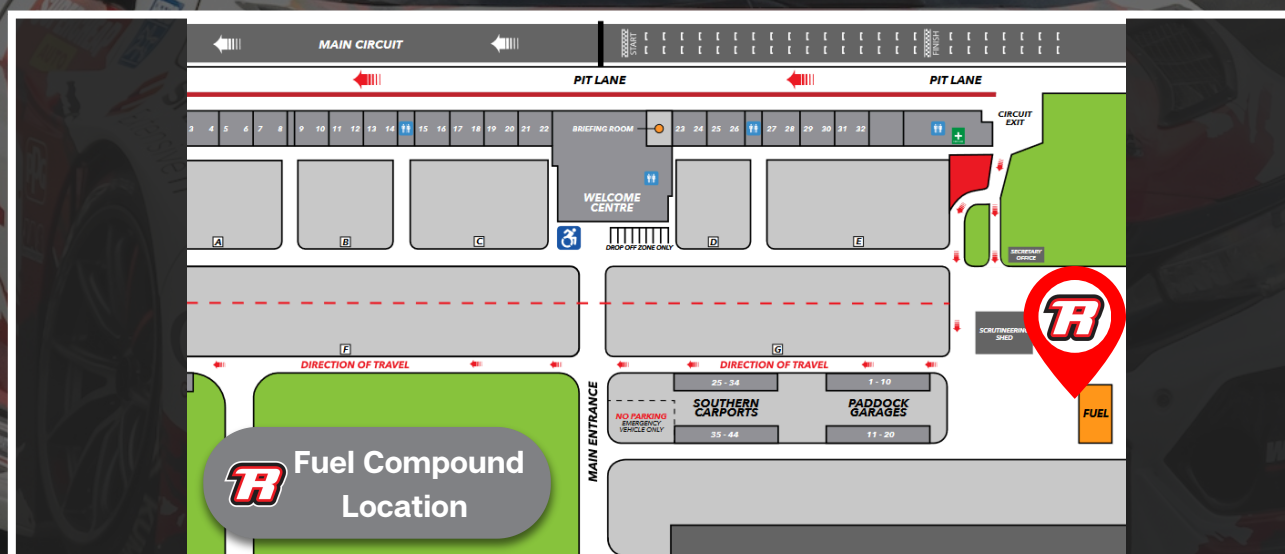 MAIN CIRCUIT
START
FINISH
PIT LANE
PIT LANE
CIRCUIT
EXIT
3 4 5 6 7 8 9 10 11 12 13 14 15 16 17 18 19 20 21 22
BRIEFING ROOM
23 24 25 26 27 28 29 30 31 32
WELCOME
CENTRE
A
B
C
DROP OFF ZONE ONLY
D
E
SECRETARY
OFFICE
SCRUTINEERING
SHED
R
F
G
DIRECTION OF TRAVEL
DIRECTION OF TRAVEL
25 - 34
1 - 10
SOUTHERN
CARPORTS
PADDOCK
GARAGES
NO PARKING
EMERGENCY
VEHICLE ONLY
35 - 44
11 - 20
FUEL
MAIN ENTRANCE
R
Fuel Compound
Location